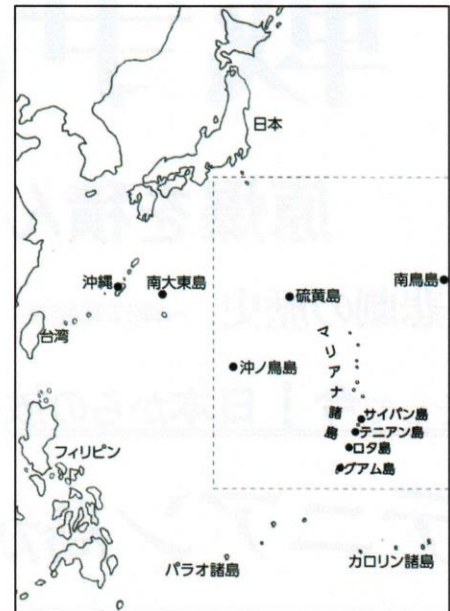 日本
沖縄
南大東島
硫黄島
南鳥島
台湾
マリアナ諸島
沖ノ鳥島
サイパン島
テニアン島
ロタ島
グアム島
フィリピン
パラオ諸島
カロリン諸島